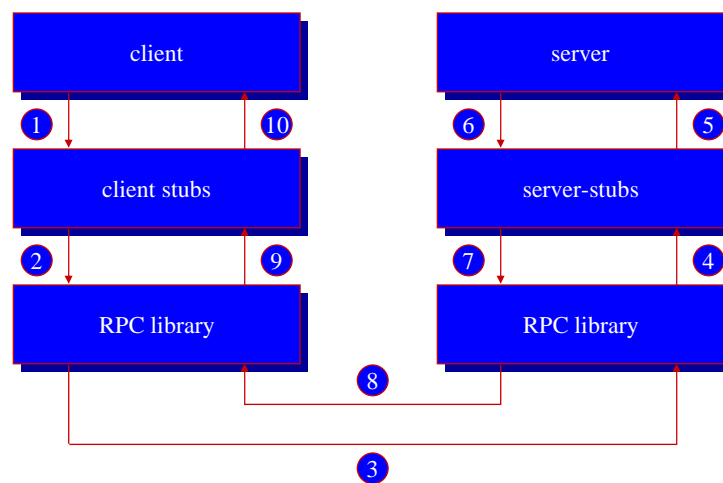 client
server
1
10
6
5
client stubs
server-stubs
2
9
7
4
RPC library
RPC library
8
3